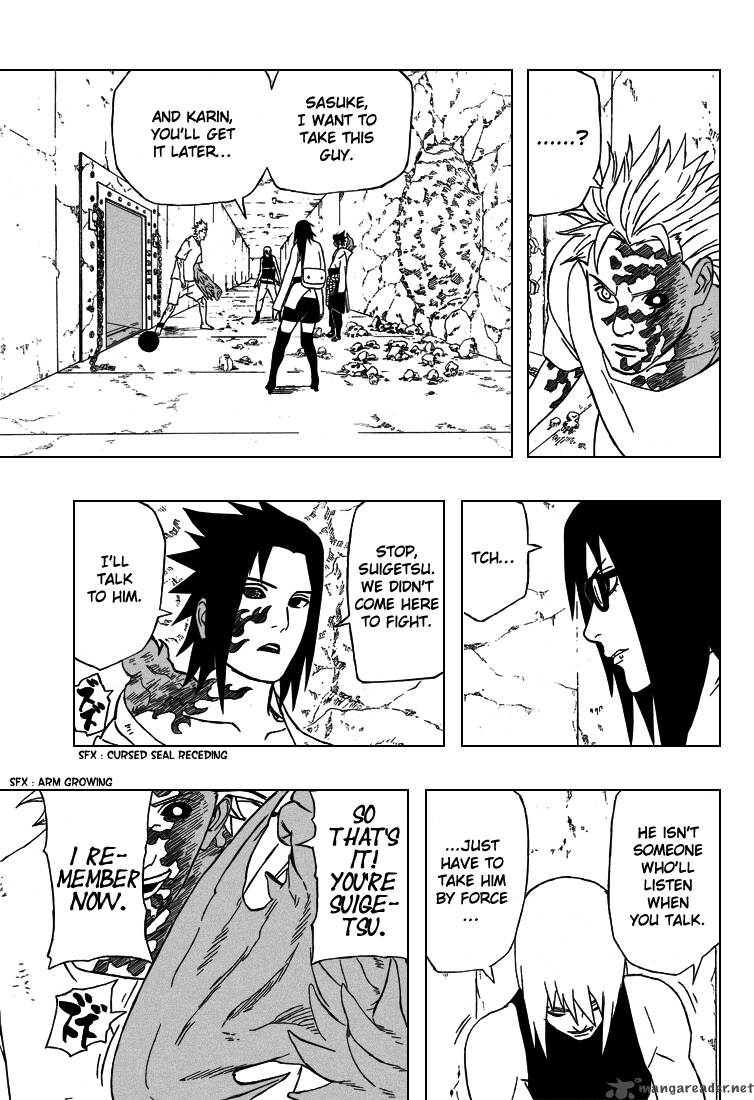 ......?
SASUKE,
I WANT TO
TAKE THIS
GUY.
AND KARIN,
YOU'LL GET
IT LATER...
TCH...
STOP,
SUIGETSU.
WE DIDN'T
COME HERE
TO FIGHT.
I'LL
TALK
TO HIM.
SFX : CURSED SEAL RECEDING
HE ISN'T
SOMEONE
WHO'LL
LISTEN
WHEN
YOU TALK.
...JUST
HAVE TO
TAKE HIM
BY FORCE
...
SFX : ARM GROWING
SO
THAT'S
IT!
YOU'RE
SUIGE-
TSU.
I RE-
MEMBER
NOW.
mangareader.net